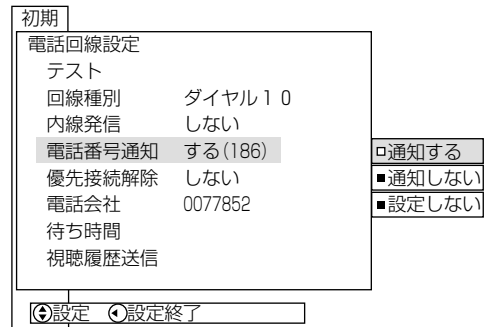 初期
電話回線設定
テスト
回線種別 ダイヤル10
内線発信 しない
電話番号通知 する(186)
□通知する
優先接続解除 しない
■通知しない
電話会社 0077852
■設定しない
待ち時間
視聴履歴送信
設定 設定終了